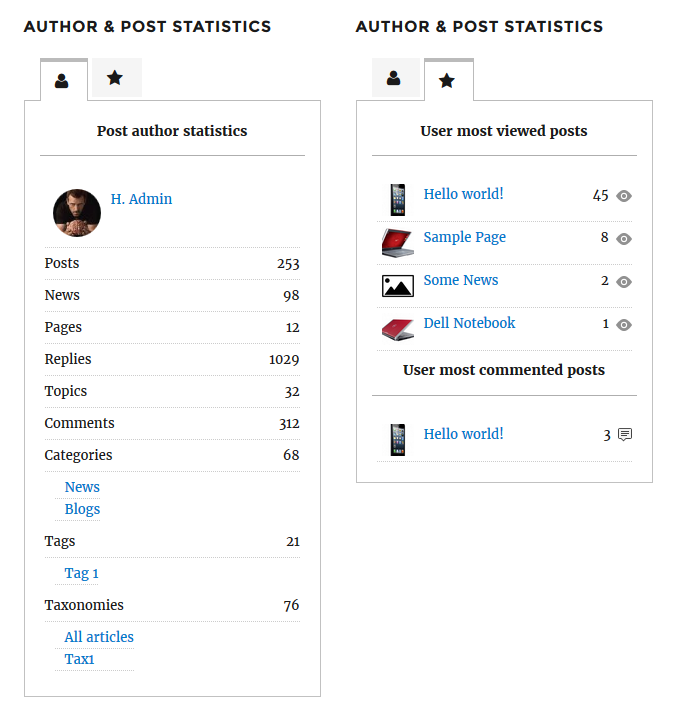 AUTHOR & POST STATISTICS
Post author statistics
H. Admin
Posts 253
News 98
Pages 12
Replies 1029
Topics 32
Comments 312
Categories 68
News
Blogs
Tags 21
Tag 1
Taxonomies 76
All articles
Tax1
AUTHOR & POST STATISTICS
User most viewed posts
Hello world! 45
Sample Page 8
Some News 2
Dell Notebook 1
User most commented posts
Hello world! 3